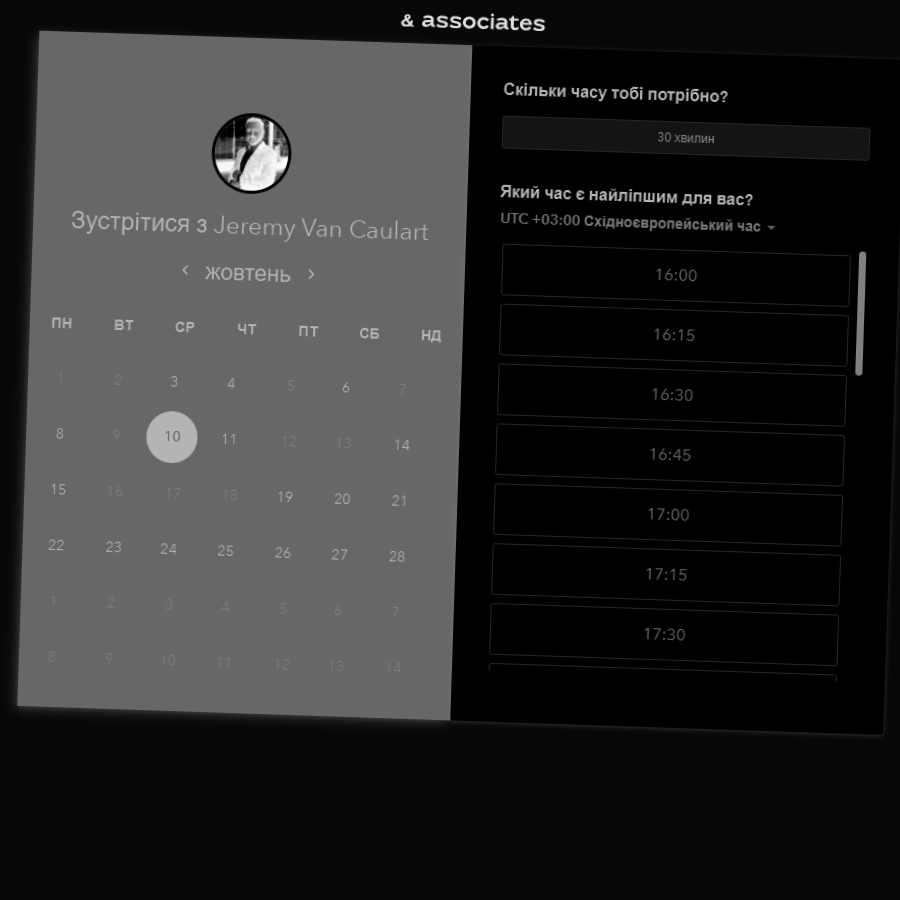 & associates
Зустрітися з Jeremy Van Caulart
жовтень
ПН ВТ СР ЧТ ПТ СБ НД
1 2 3 4 5 6 7
8 9 10 11 12 13 14
15 16 17 18 19 20 21
22 23 24 25 26 27 28
1 2 3 4 5 6 7
8 9 10 11 12 13 14
Скільки часу тобі потрібно?
30 хвилин
Який час є найліпшим для вас?
UTC +03:00 Східноєвропейський час
16:00
16:15
16:30
16:45
17:00
17:15
17:30